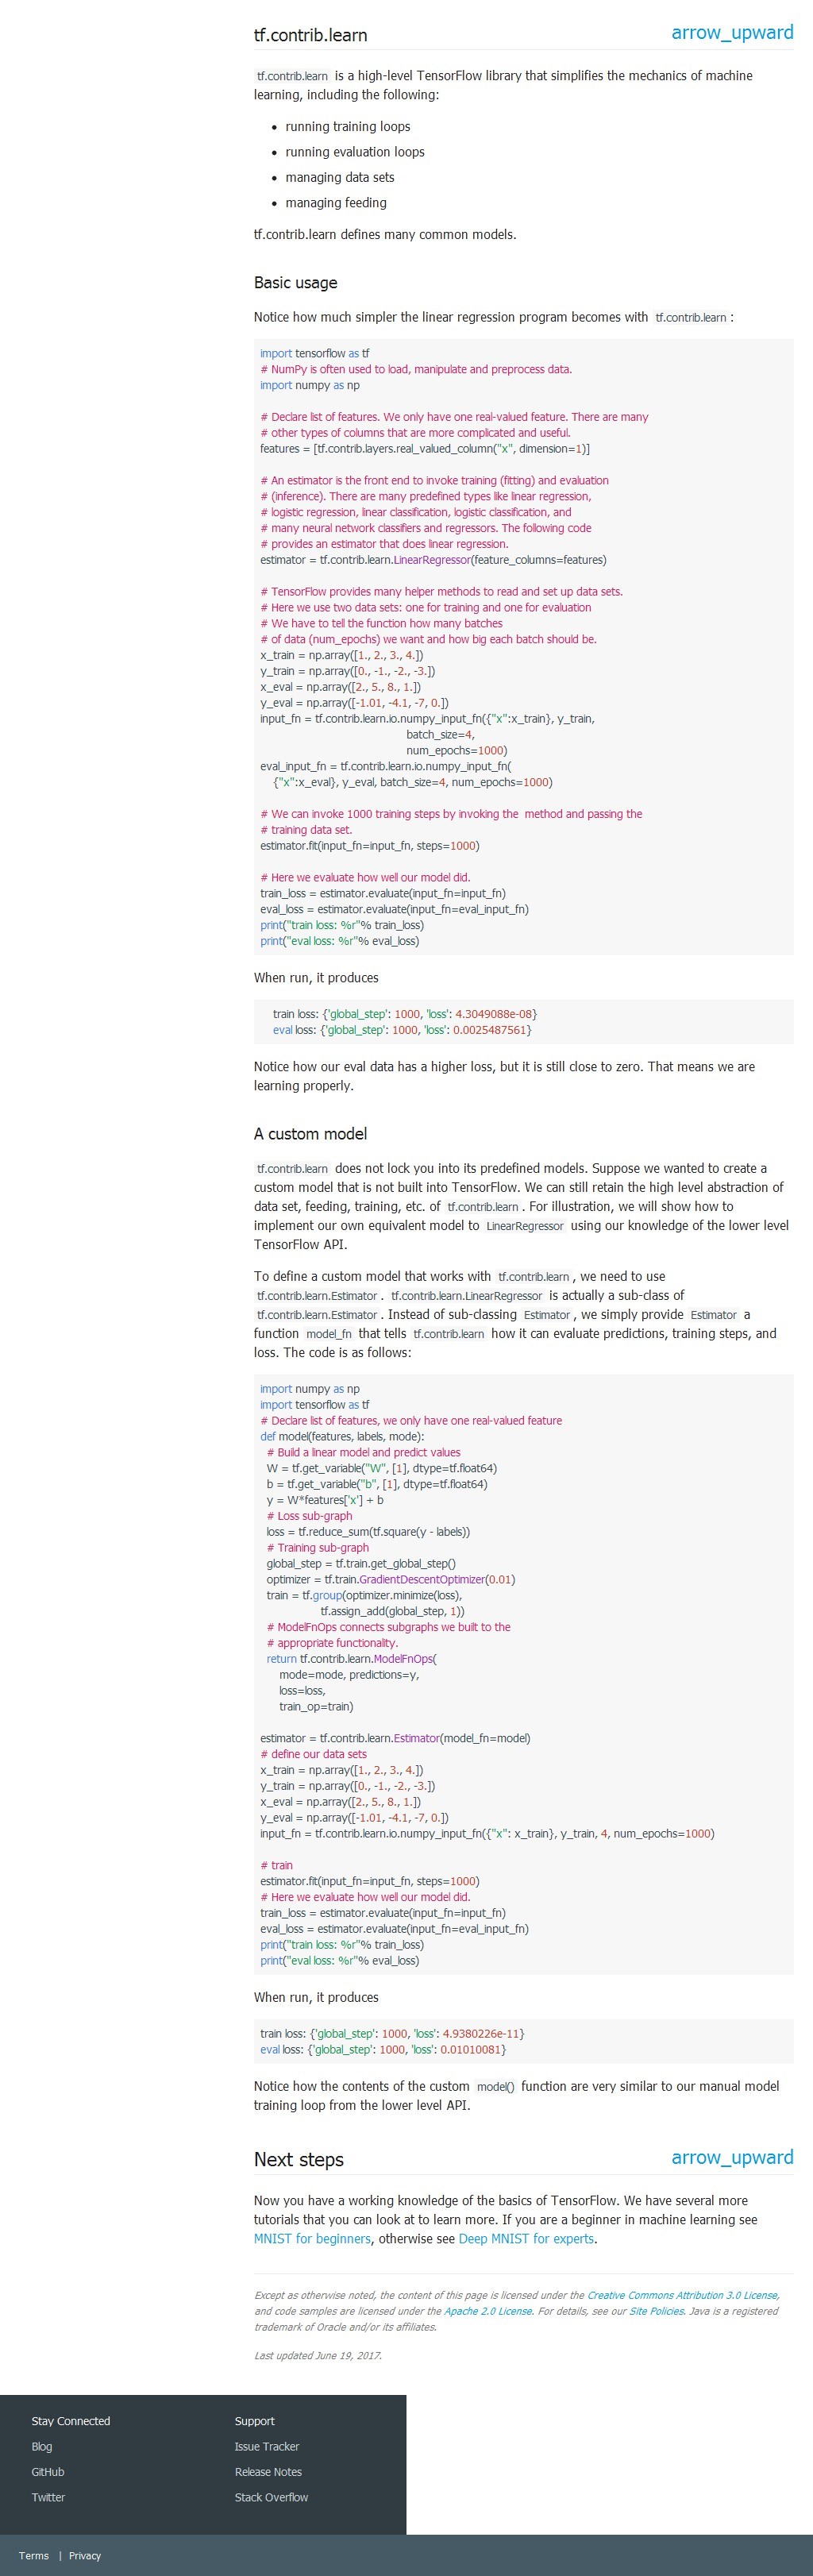 tf.contrib.learn
arrow_upward
tf.contrib.learn is a high-level TensorFlow library that simplifies the mechanics of machine
learning, including the following:
• running training loops
• running evaluation loops
• managing data sets
• managing feeding
tf.contrib.learn defines many common models.
Basic usage
Notice how much simpler the linear regression program becomes with tf.contrib.learn :
import tensorflow as tf
# NumPy is often used to load, manipulate and preprocess data.
import numpy as np
# Declare list of features. We only have one real-valued feature. There are many
# other types of columns that are more complicated and useful.
features = [tf.contrib.layers.real_valued_column("x", dimension=1)]
# An estimator is the front end to invoke training (fitting) and evaluation
# (inference). There are many predefined types like linear regression,
# logistic regression, linear classification, logistic classification, and
# many neural network classifiers and regressors. The following code
# provides an estimator that does linear regression.
estimator = tf.contrib.learn.LinearRegressor(feature_columns=features)
# TensorFlow provides many helper methods to read and set up data sets.
# Here we use two data sets: one for training and one for evaluation
# We have to tell the function how many batches
# of data (num_epochs) we want and how big each batch should be.
x_train = np.array([1., 2., 3., 4.])
y_train = np.array([0., -1., -2., -3.])
x_eval = np.array([2., 5., 8., 1.])
y_eval = np.array([-1.01, -4.1, -7, 0.])
input_fn = tf.contrib.learn.io.numpy_input_fn({"x":x_train}, y_train,
batch_size=4,
num_epochs=1000)
eval_input_fn = tf.contrib.learn.io.numpy_input_fn(
{"x":x_eval}, y_eval, batch_size=4, num_epochs=1000)
# We can invoke 1000 training steps by invoking the  method and passing the
# training data set.
estimator.fit(input_fn=input_fn, steps=1000)
# Here we evaluate how well our model did.
train_loss = estimator.evaluate(input_fn=input_fn)
eval_loss = estimator.evaluate(input_fn=eval_input_fn)
print("train loss: %r"% train_loss)
print("eval loss: %r"% eval_loss)
When run, it produces
train loss: {'global_step': 1000, 'loss': 4.3049088e-08}
eval loss: {'global_step': 1000, 'loss': 0.0025487561}
Notice how our eval data has a higher loss, but it is still close to zero. That means we are
learning properly.
A custom model
tf.contrib.learn does not lock you into its predefined models. Suppose we wanted to create a
custom model that is not built into TensorFlow. We can still retain the high level abstraction of
data set, feeding, training, etc. of tf.contrib.learn . For illustration, we will show how to
implement our own equivalent model to LinearRegressor using our knowledge of the lower level
TensorFlow API.
To define a custom model that works with tf.contrib.learn , we need to use
tf.contrib.learn.Estimator . tf.contrib.learn.LinearRegressor is actually a sub-class of
tf.contrib.learn.Estimator . Instead of sub-classing Estimator , we simply provide Estimator a
function model_fn that tells tf.contrib.learn how it can evaluate predictions, training steps, and
loss. The code is as follows:
import numpy as np
import tensorflow as tf
# Declare list of features, we only have one real-valued feature
def model(features, labels, mode):
# Build a linear model and predict values
W = tf.get_variable("W", [1], dtype=tf.float64)
b = tf.get_variable("b", [1], dtype=tf.float64)
y = W*features['x'] + b
# Loss sub-graph
loss = tf.reduce_sum(tf.square(y - labels))
# Training sub-graph
global_step = tf.train.get_global_step()
optimizer = tf.train.GradientDescentOptimizer(0.01)
train = tf.group(optimizer.minimize(loss),
tf.assign_add(global_step, 1))
# ModelFnOps connects subgraphs we built to the
# appropriate functionality.
return tf.contrib.learn.ModelFnOps(
mode=mode, predictions=y,
loss=loss,
train_op=train)
estimator = tf.contrib.learn.Estimator(model_fn=model)
# define our data sets
x_train = np.array([1., 2., 3., 4.])
y_train = np.array([0., -1., -2., -3.])
x_eval = np.array([2., 5., 8., 1.])
y_eval = np.array([-1.01, -4.1, -7, 0.])
input_fn = tf.contrib.learn.io.numpy_input_fn({"x": x_train}, y_train, 4, num_epochs=1000)
# train
estimator.fit(input_fn=input_fn, steps=1000)
# Here we evaluate how well our model did.
train_loss = estimator.evaluate(input_fn=input_fn)
eval_loss = estimator.evaluate(input_fn=eval_input_fn)
print("train loss: %r"% train_loss)
print("eval loss: %r"% eval_loss)
When run, it produces
train loss: {'global_step': 1000, 'loss': 4.9380226e-11}
eval loss: {'global_step': 1000, 'loss': 0.01010081}
Notice how the contents of the custom model() function are very similar to our manual model
training loop from the lower level API.
Next steps
arrow_upward
Now you have a working knowledge of the basics of TensorFlow. We have several more
tutorials that you can look at to learn more. If you are a beginner in machine learning see
MNIST for beginners, otherwise see Deep MNIST for experts.
Except as otherwise noted, the content of this page is licensed under the Creative Commons Attribution 3.0 License,
and code samples are licensed under the Apache 2.0 License. For details, see our Site Policies. Java is a registered
trademark of Oracle and/or its affiliates.
Last updated June 19, 2017.
Stay Connected
Blog
GitHub
Twitter
Support
Issue Tracker
Release Notes
Stack Overflow
Terms | Privacy